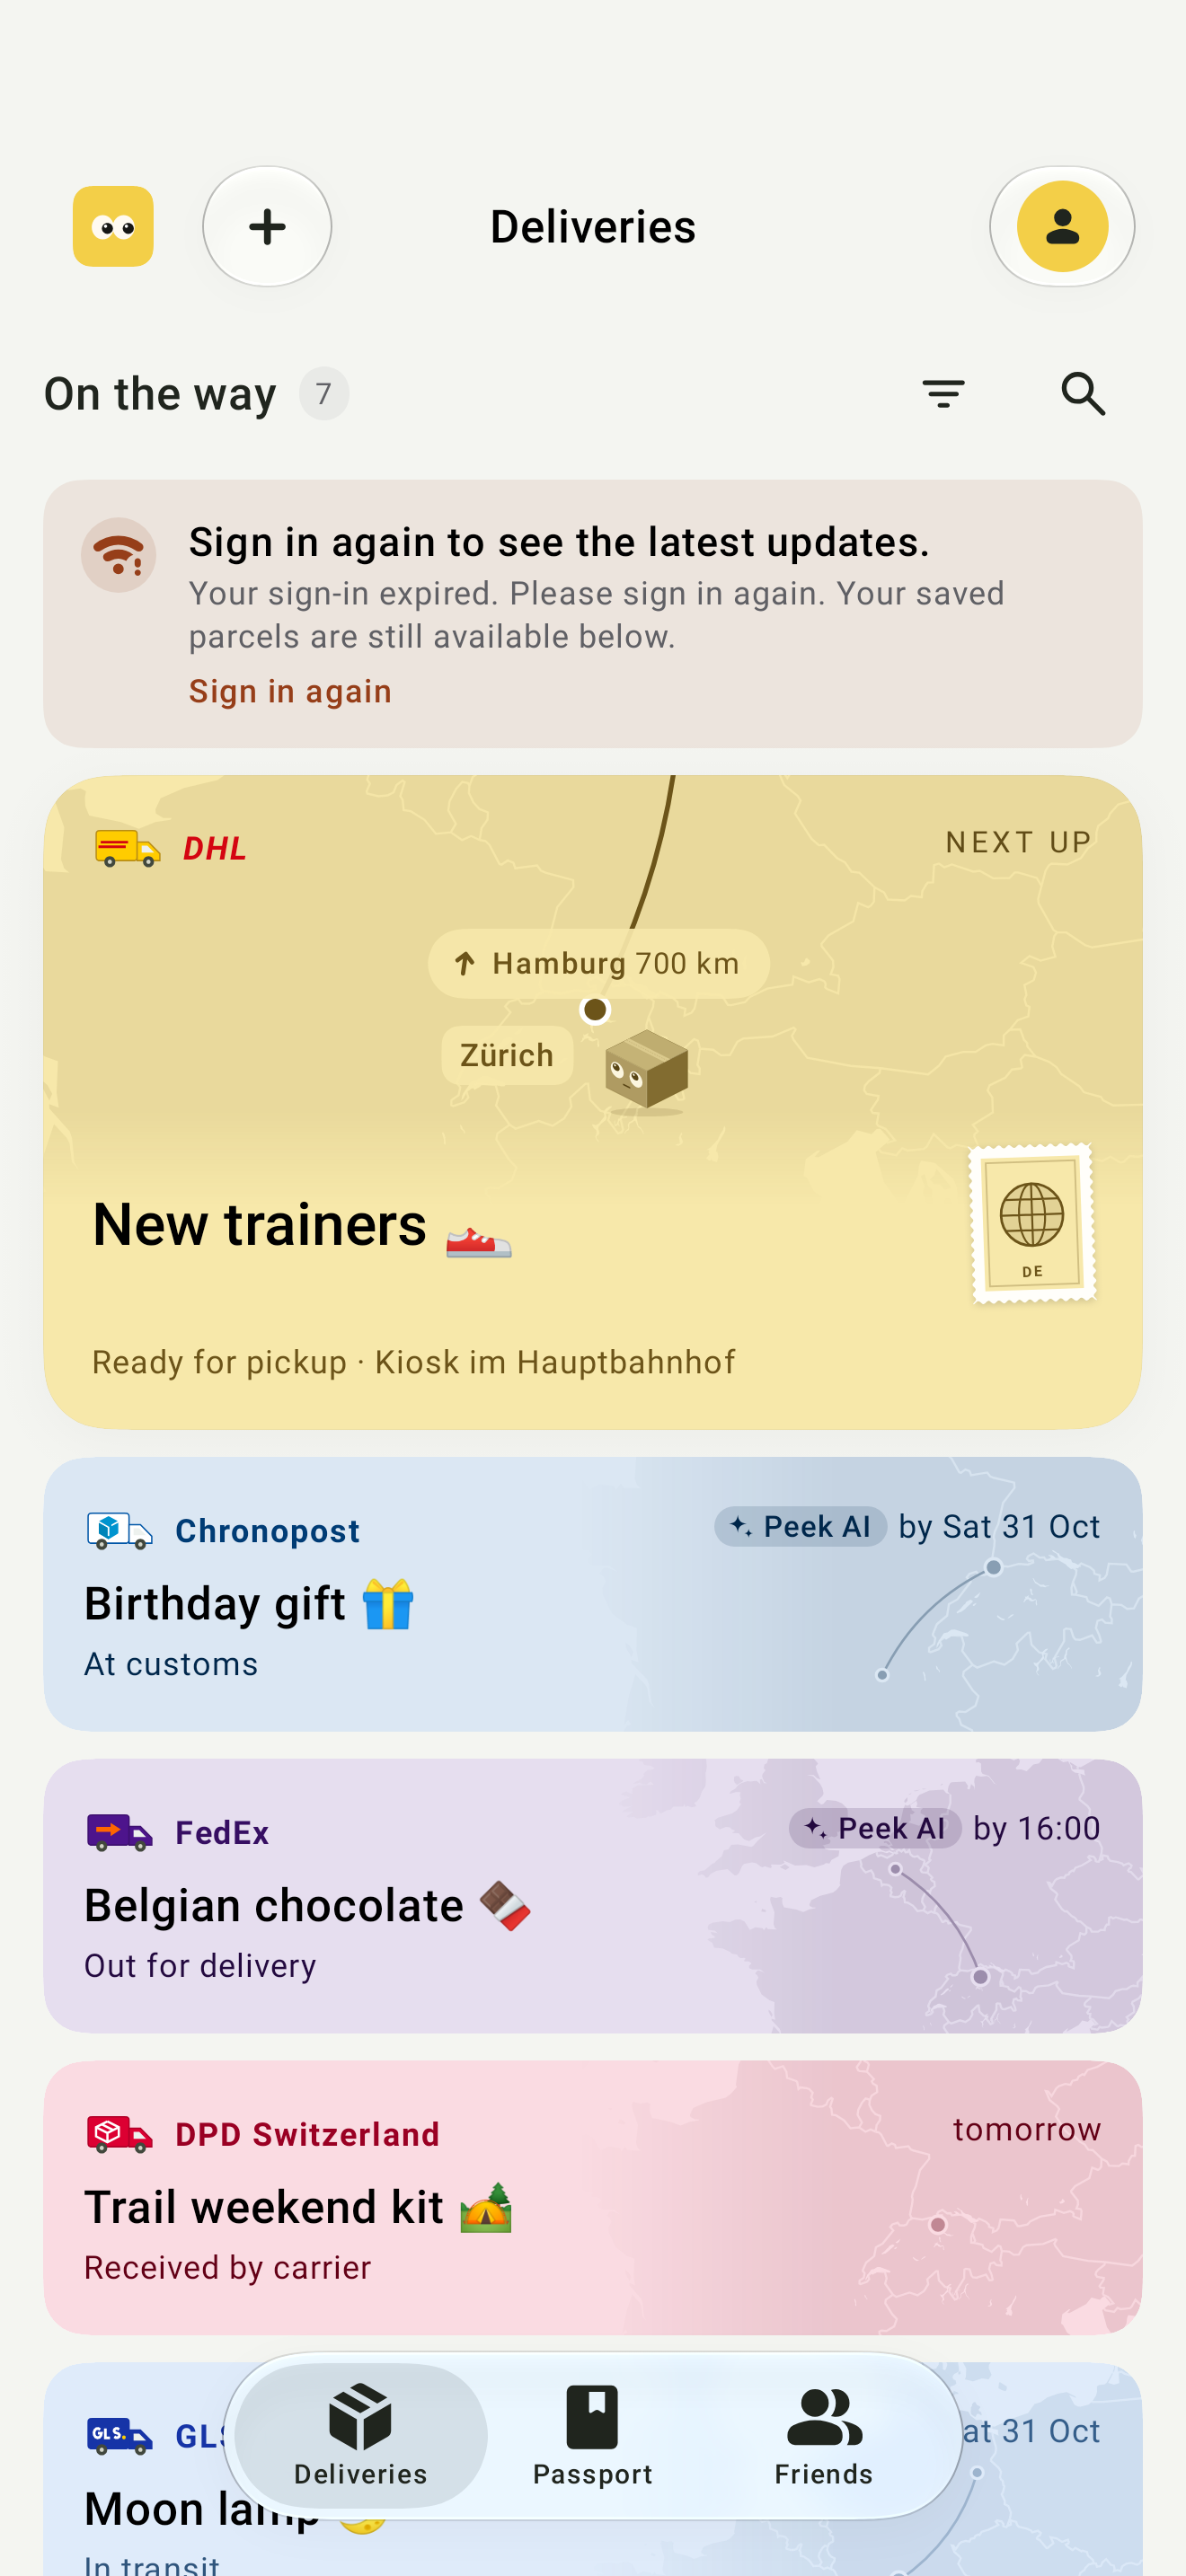 Deliveries
On the way 7
Sign in again to see the latest updates.
Your sign-in expired. Please sign in again. Your saved
parcels are still available below.
Sign in again
DHL
NEXT UP
Hamburg 700 km
Zürich
New trainers
DE
Ready for pickup · Kiosk im Hauptbahnhof
Chronopost
Peek AI by Sat 31 Oct
Birthday gift
At customs
FedEx
Peek AI by 16:00
Belgian chocolate
Out for delivery
DPD Switzerland
tomorrow
Trail weekend kit
Received by carrier
GLS.
31 Oct
Moon
In transit
Deliveries
Passport
Friends